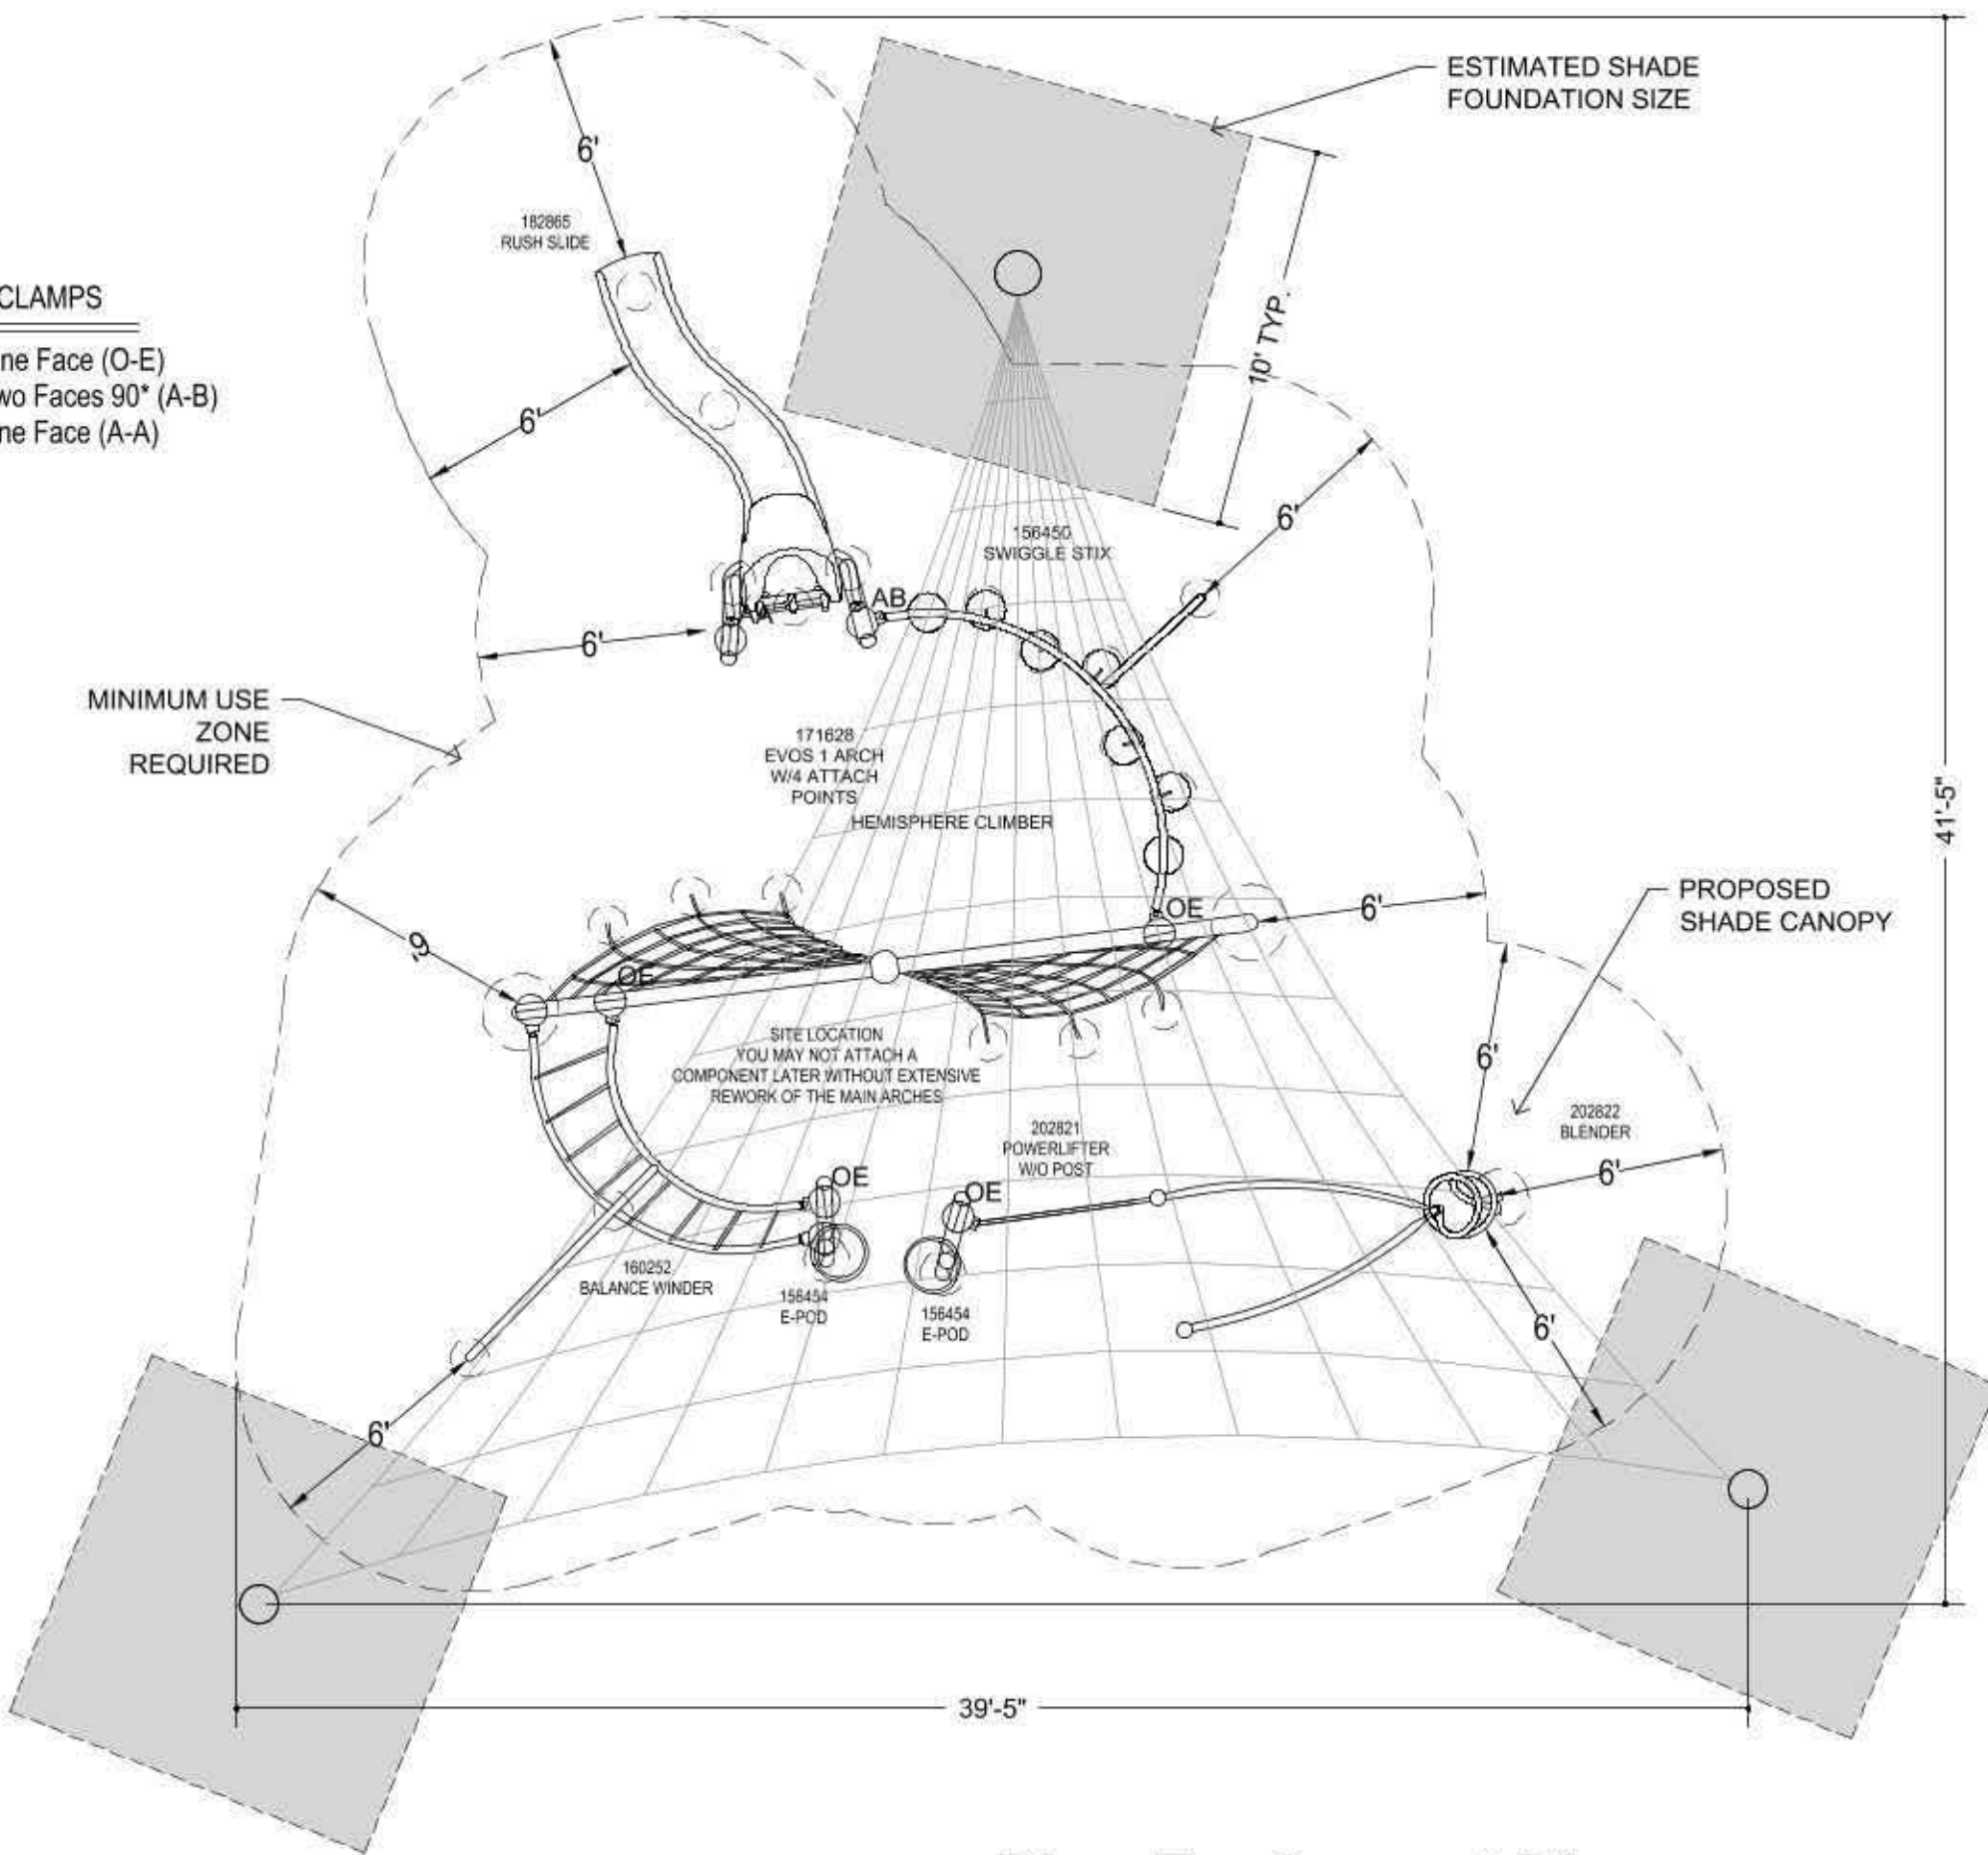 ESTIMATED SHADE
FOUNDATION SIZE
6'
182865
RUSH SLIDE
10' TYP.
CLAMPS
ne Face (O-E)
wo Faces 90* (A-B)
ne Face (A-A)
6'
6'
156450
SWIGGLE STIX
AB
6'
MINIMUM USE
ZONE
REQUIRED
171628
EVOS 1 ARCH
W/4 ATTACH
POINTS
HEMISPHERE CLIMBER
41'-5"
PROPOSED
SHADE CANOPY
OE
6'
6'
OE
SITE LOCATION
YOU MAY NOT ATTACH A
COMPONENT LATER WITHOUT EXTENSIVE
REWORK OF THE MAIN ARCHES
6'
202822
BLENDER
202821
POWERLIFTER
W/O POST
6'
OE
OE
160252
BALANCE WINDER
156454
E-POD
156454
E-POD
6'
6'
39'-5"